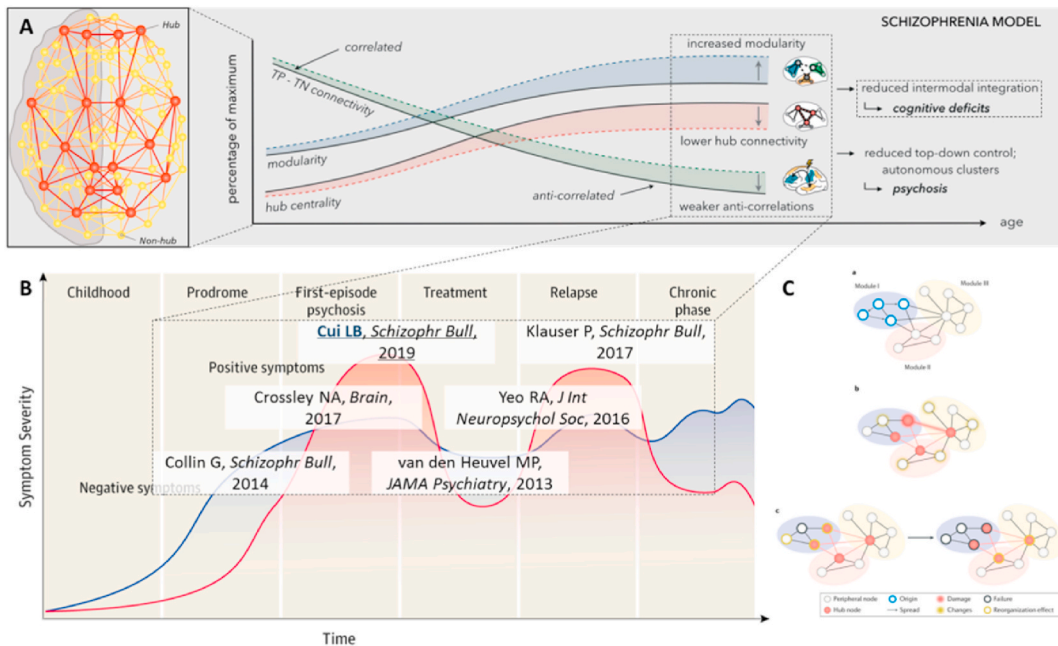 A
Hub
Non-hub
SCHIZOPHRENIA MODEL
percentage of maximum
correlated
TP - TN connectivity
modularity
hub centrality
anti-correlated
increased modularity
lower hub connectivity
weaker anti-correlations
reduced intermodal integration
cognitive deficits
reduced top-down control;
autonomous clusters
psychosis
age
B
Childhood
Prodrome
First-episode
psychosis
Treatment
Relapse
Chronic
phase
Symptom Severity
Cui LB, Schizophr Bull,
2019
Klauser P, Schizophr Bull,
2017
Positive symptoms
Crossley NA, Brain,
2017
Yeo RA, J Int
Neuropsychol Soc, 2016
Collin G, Schizophr Bull,
2014
van den Heuvel MP,
JAMA Psychiatry, 2013
Negative symptoms
Time
C
a
Module I
Module III
Module II
b
c
Peripheral node
Origin
Damage
Failure
Hub node
Spread
Changes
Reorganization effect